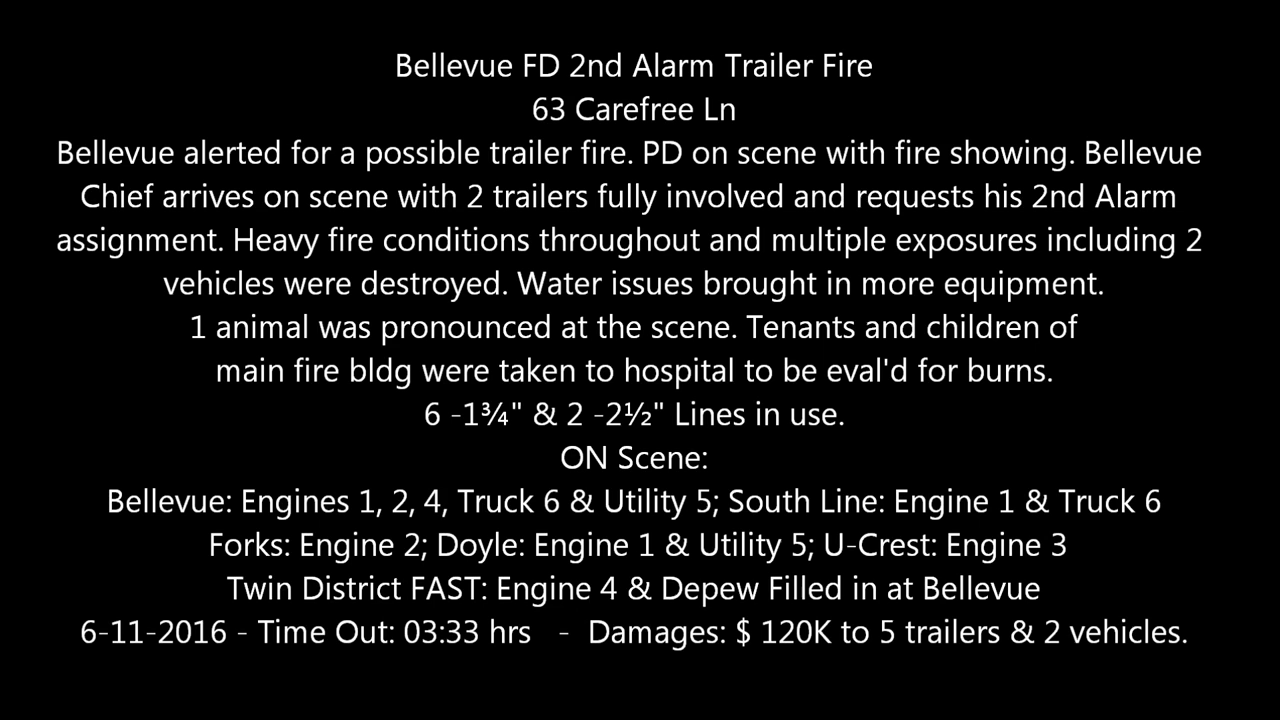 Bellevue FD 2nd Alarm Trailer Fire
63 Carefree Ln
Bellevue alerted for a possible trailer fire. PD on scene with fire showing. Bellevue
Chief arrives on scene with 2 trailers fully involved and requests his 2nd Alarm
assignment. Heavy fire conditions throughout and multiple exposures including 2
vehicles were destroyed. Water issues brought in more equipment.
1 animal was pronounced at the scene. Tenants and children of
main fire bldg were taken to hospital to be eval'd for burns.
6 -1¾" & 2 -2½" Lines in use.
ON Scene:
Bellevue: Engines 1, 2, 4, Truck 6 & Utility 5; South Line: Engine 1 & Truck 6
Forks: Engine 2; Doyle: Engine 1 & Utility 5; U-Crest: Engine 3
Twin District FAST: Engine 4 & Depew Filled in at Bellevue
6-11-2016 - Time Out: 03:33 hrs - Damages: $ 120K to 5 trailers & 2 vehicles.